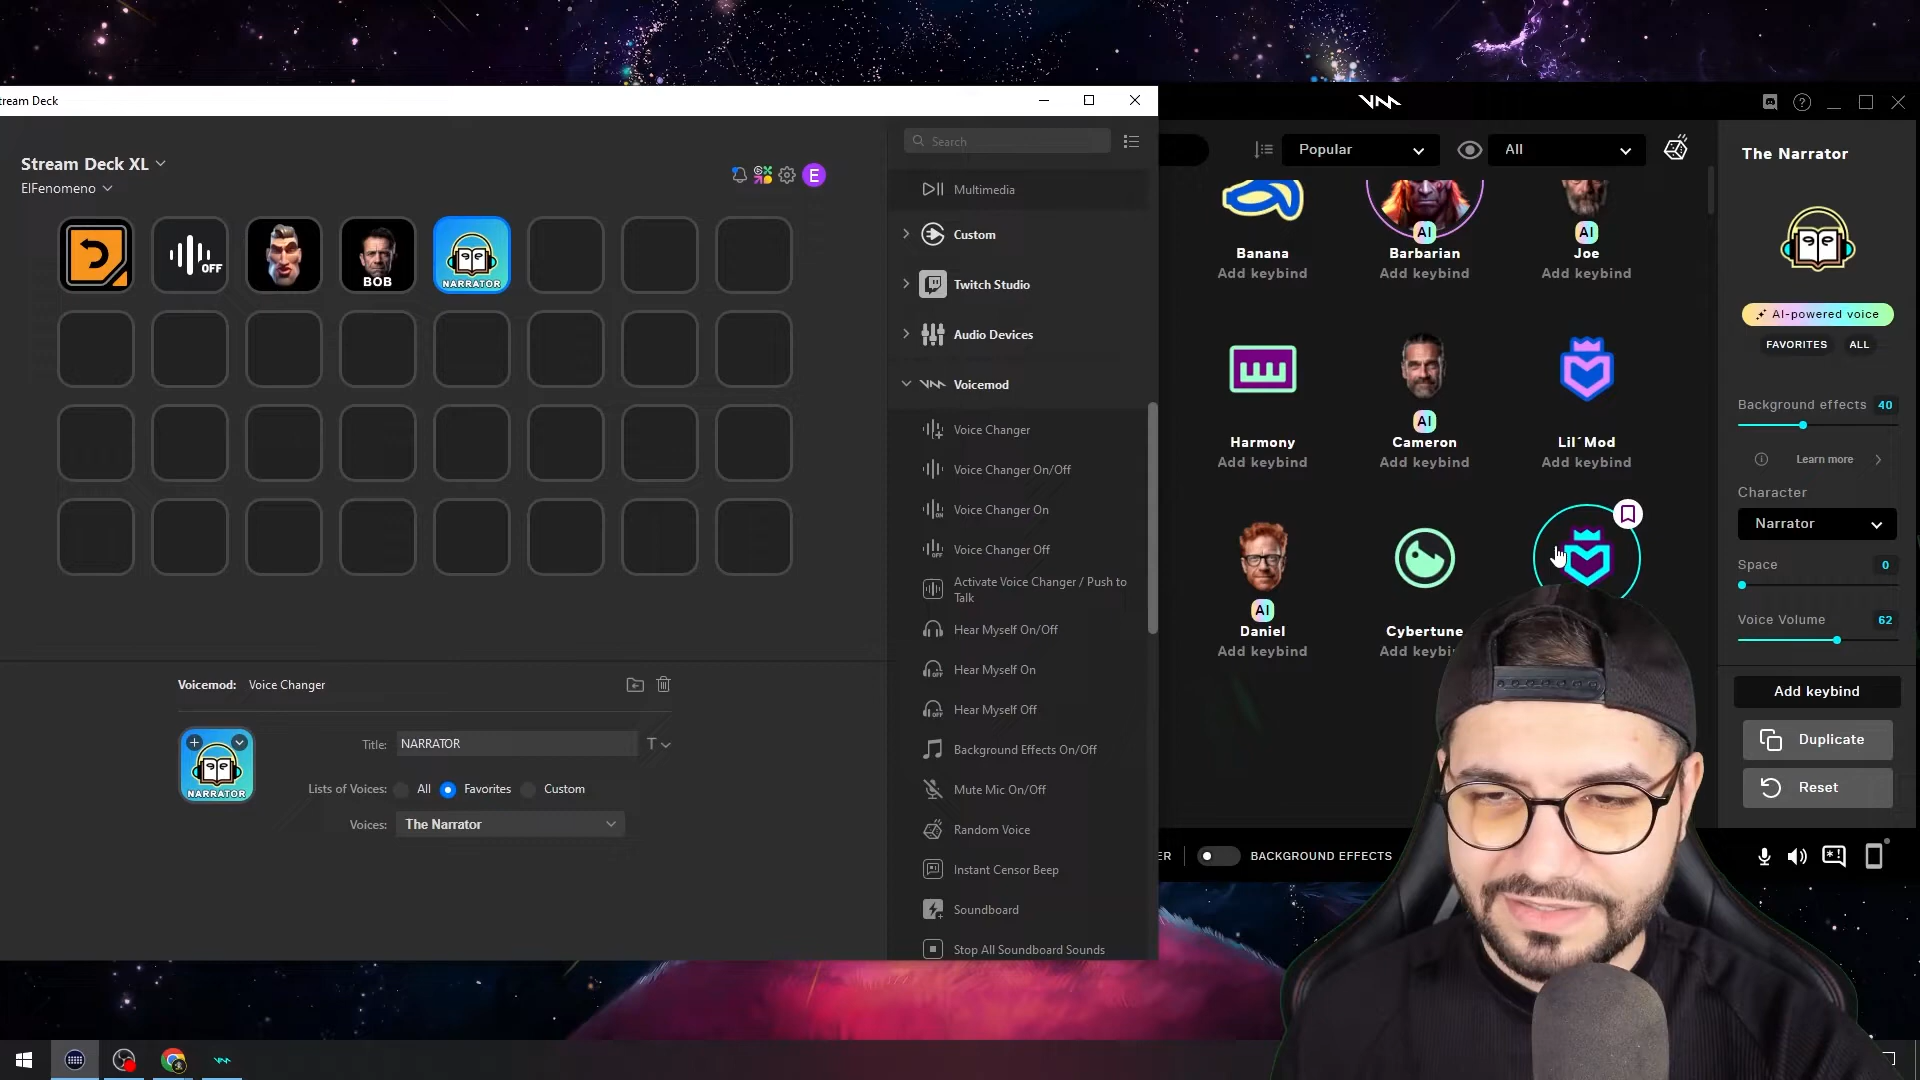 tream Deck
Stream Deck XL
ElFenomeno
E
OFF
BOB
NARRATOR
Search
Multimedia
Custom
Twitch Studio
Audio Devices
Voicemod
Voice Changer
Voice Changer On/Off
Voice Changer On
Voice Changer Off
Activate Voice Changer / Push to
Talk
Hear Myself On/Off
Hear Myself On
Hear Myself Off
Background Effects On/Off
Mute Mic On/Off
Random Voice
Instant Censor Beep
Soundboard
Stop All Soundboard Sounds
Voicemod: Voice Changer
NARRATOR
Title: NARRATOR
T
Lists of Voices: All Favorites Custom
Voices: The Narrator
Popular
All
Banana
Add keybind
AI
Barbarian
Add keybind
AI
Joe
Add keybind
Harmony
Add keybind
AI
Cameron
Add keybind
Lil´Mod
Add keybind
AI
Daniel
Add keybind
Cybertune
Add keybi
ER
BACKGROUND EFFECTS
The Narrator
AI-powered voice
FAVORITES ALL
Background effects 40
Learn more
Character
Narrator
Space 0
Voice Volume 62
Add keybind
Duplicate
Reset